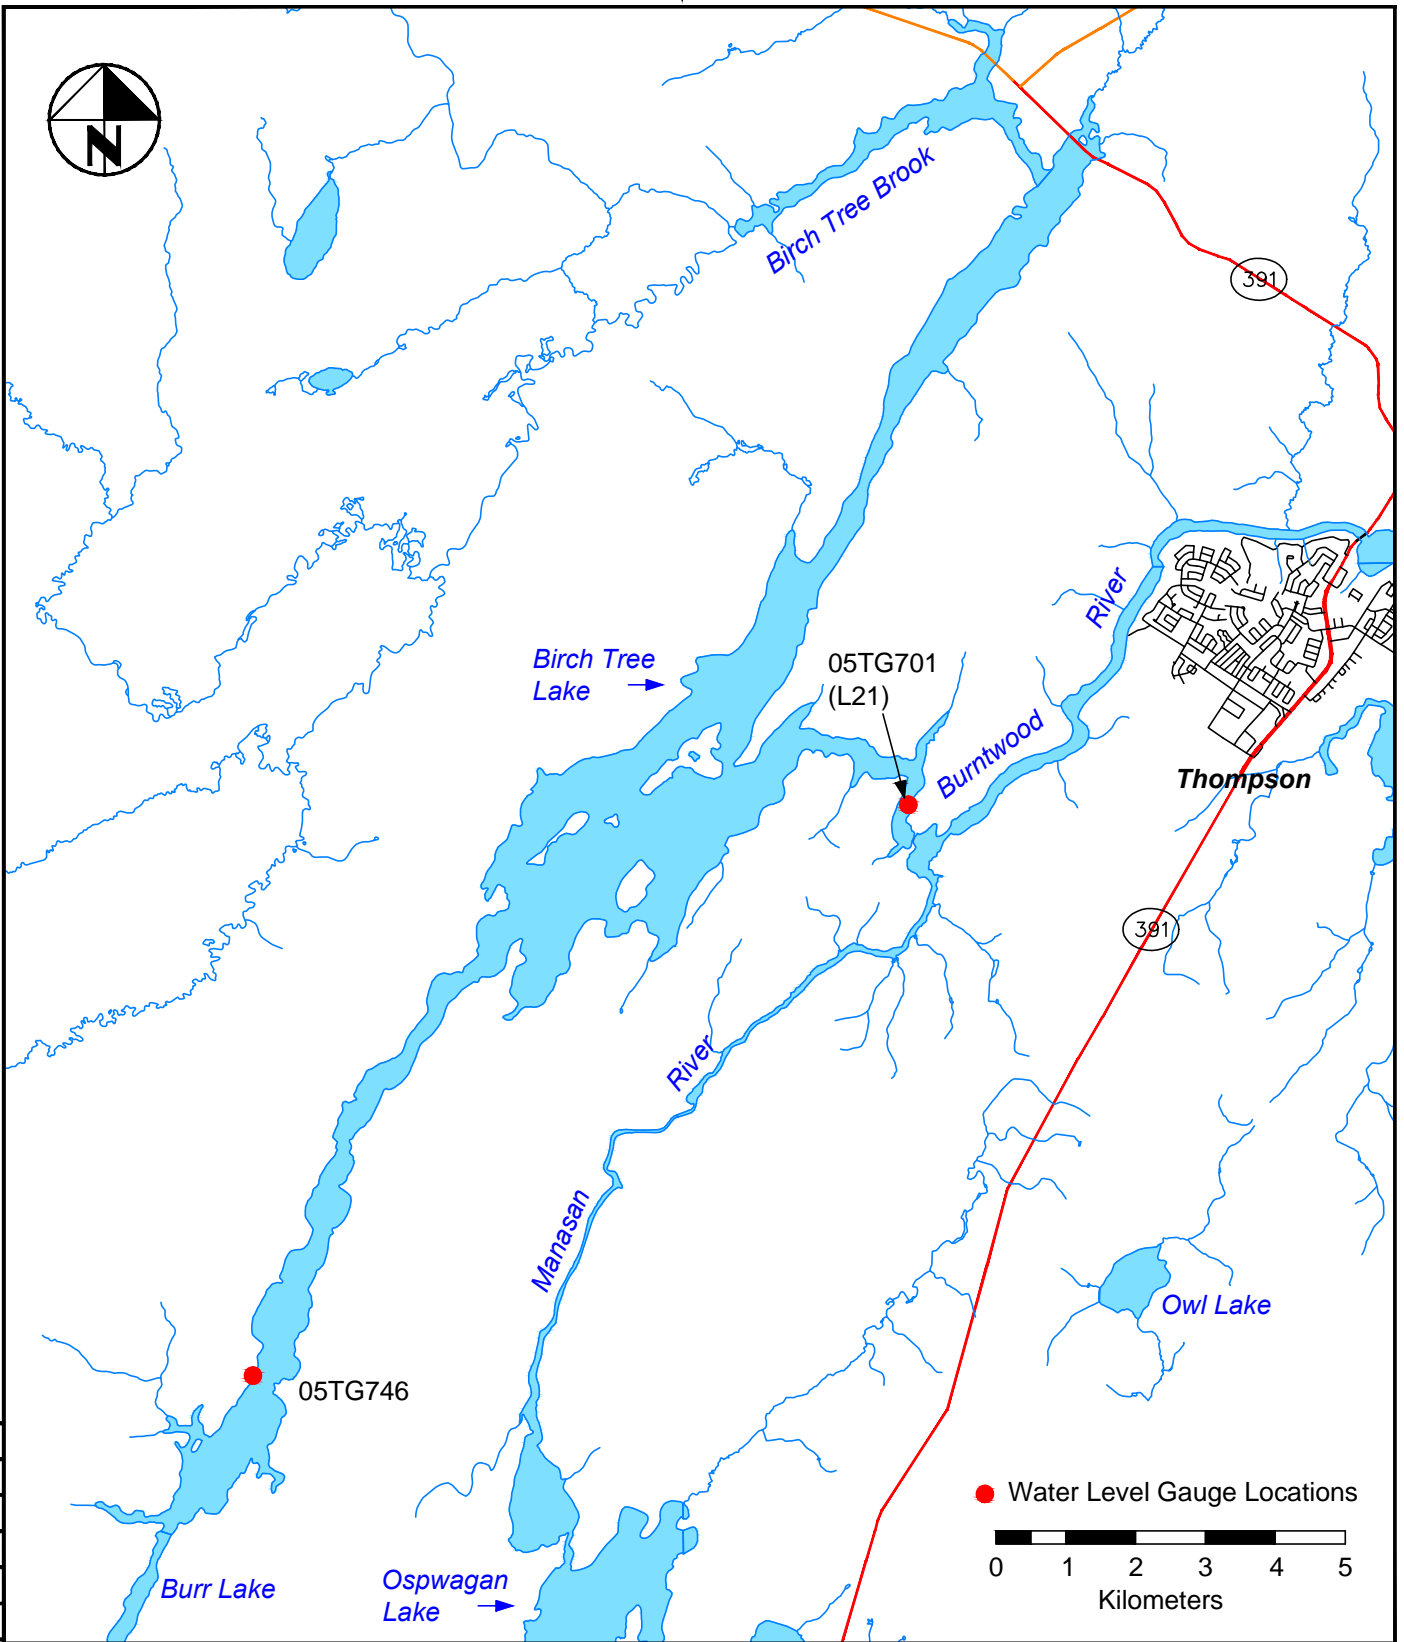 N
Birch Tree Brook
391
River
Birch Tree
Lake
05TG701
(L21)
Burntwood
Thompson
391
River
Manasan
Owl Lake
05TG746
Water Level Gauge Locations
0 1 2 3 4 5
Kilometers
Burr Lake
Ospwagan
Lake